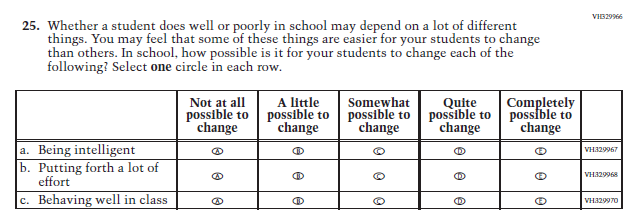 VH329966
25. Whether a student does well or poorly in school may depend on a lot of different
things. You may feel that some of these things are easier for your students to change
than others. In school, how possible is it for your students to change each of the
following? Select one circle in each row.
Not at all possible to change
A little possible to change
Somewhat possible to change
Quite possible to change
Completely possible to change
a. Being intelligent A B C D E VH329967
b. Putting forth a lot of effort A B C D E VH329968
c. Behaving well in class A B C D E VH329970